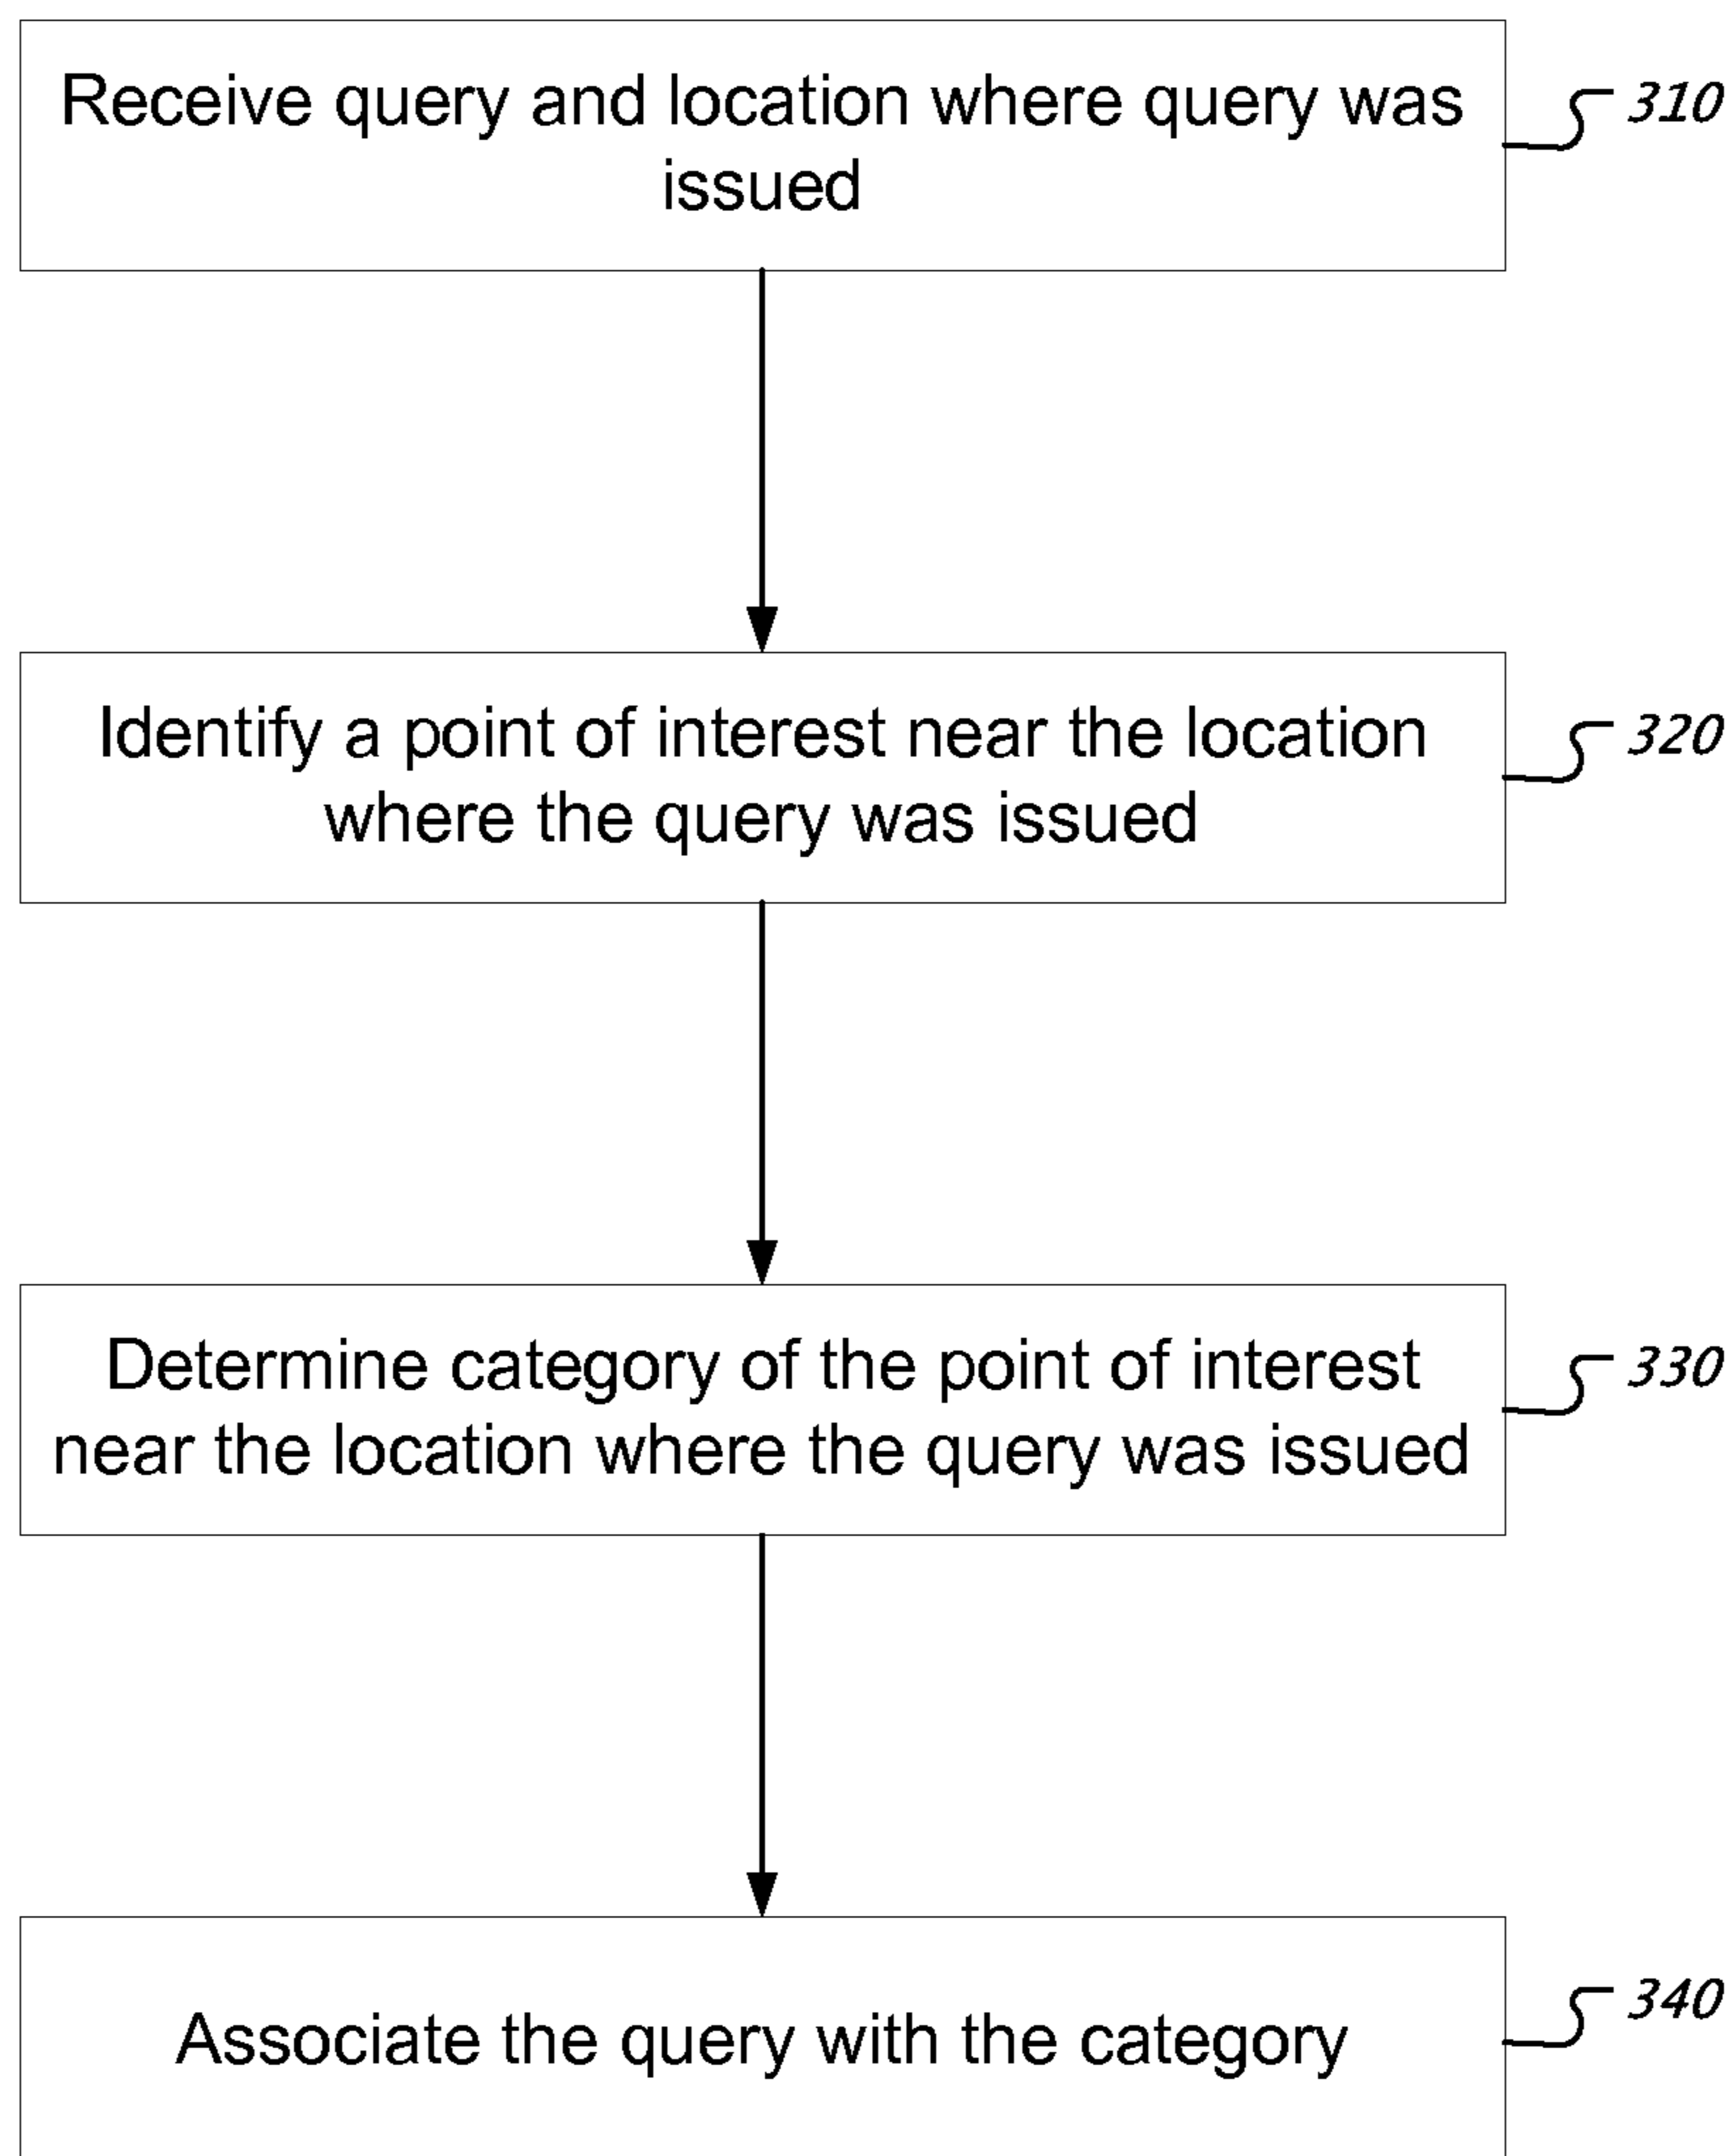 Receive query and location where query was
issued
310
Identify a point of interest near the location
where the query was issued
320
Determine category of the point of interest
near the location where the query was issued
330
Associate the query with the category
340